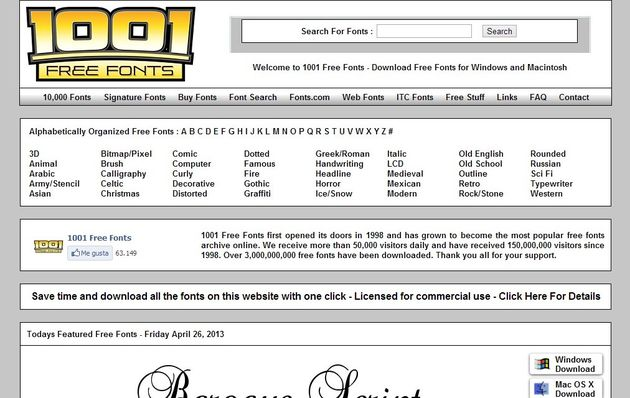 1001
FREE FONTS
Search For Fonts :
Search
Welcome to 1001 Free Fonts - Download Free Fonts for Windows and Macintosh
10,000 Fonts Signature Fonts Buy Fonts Font Search Fonts.com Web Fonts ITC Fonts Free Stuff Links FAQ Contact
Alphabetically Organized Free Fonts : A B C D E F G H I J K L M N O P Q R S T U V W X Y Z #
3D Bitmap/Pixel Comic Dotted Greek/Roman Italic Old English Rounded
Animal Brush Computer Famous Handwriting LCD Old School Russian
Arabic Calligraphy Curly Fire Headline Medieval Outline Sci Fi
Army/Stencil Celtic Decorative Gothic Horror Mexican Retro Typewriter
Asian Christmas Distorted Graffiti Ice/Snow Modern Rock/Stone Western
1001 FREE FONTS
1001 Free Fonts
Me gusta 63.149
1001 Free Fonts first opened its doors in 1998 and has grown to become the most popular free fonts
archive online. We receive more than 50,000 visitors daily and have received 150,000,000 visitors since
1998. Over 3,000,000,000 free fonts have been downloaded. Thank you all for your support.
Save time and download all the fonts on this website with one click - Licensed for commercial use - Click Here For Details
Todays Featured Free Fonts - Friday April 26, 2013
Baroque Script
Windows
Download
Mac OS X
Download